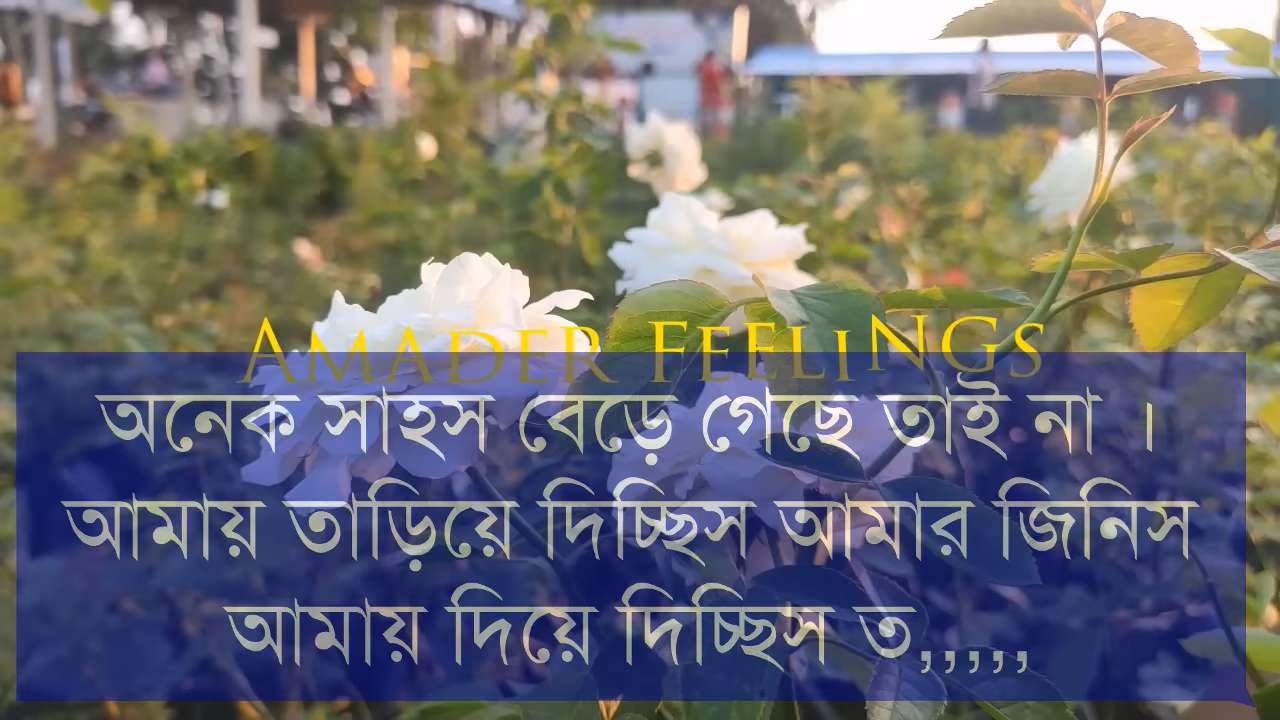 AMADER FEELINGS
অনেক সাহস বেড়ে গেছে তাই না ।
আমায় তাড়িয়ে দিচ্ছিস আমার জিনিস
আমায় দিয়ে দিচ্ছিস ত,,,,,